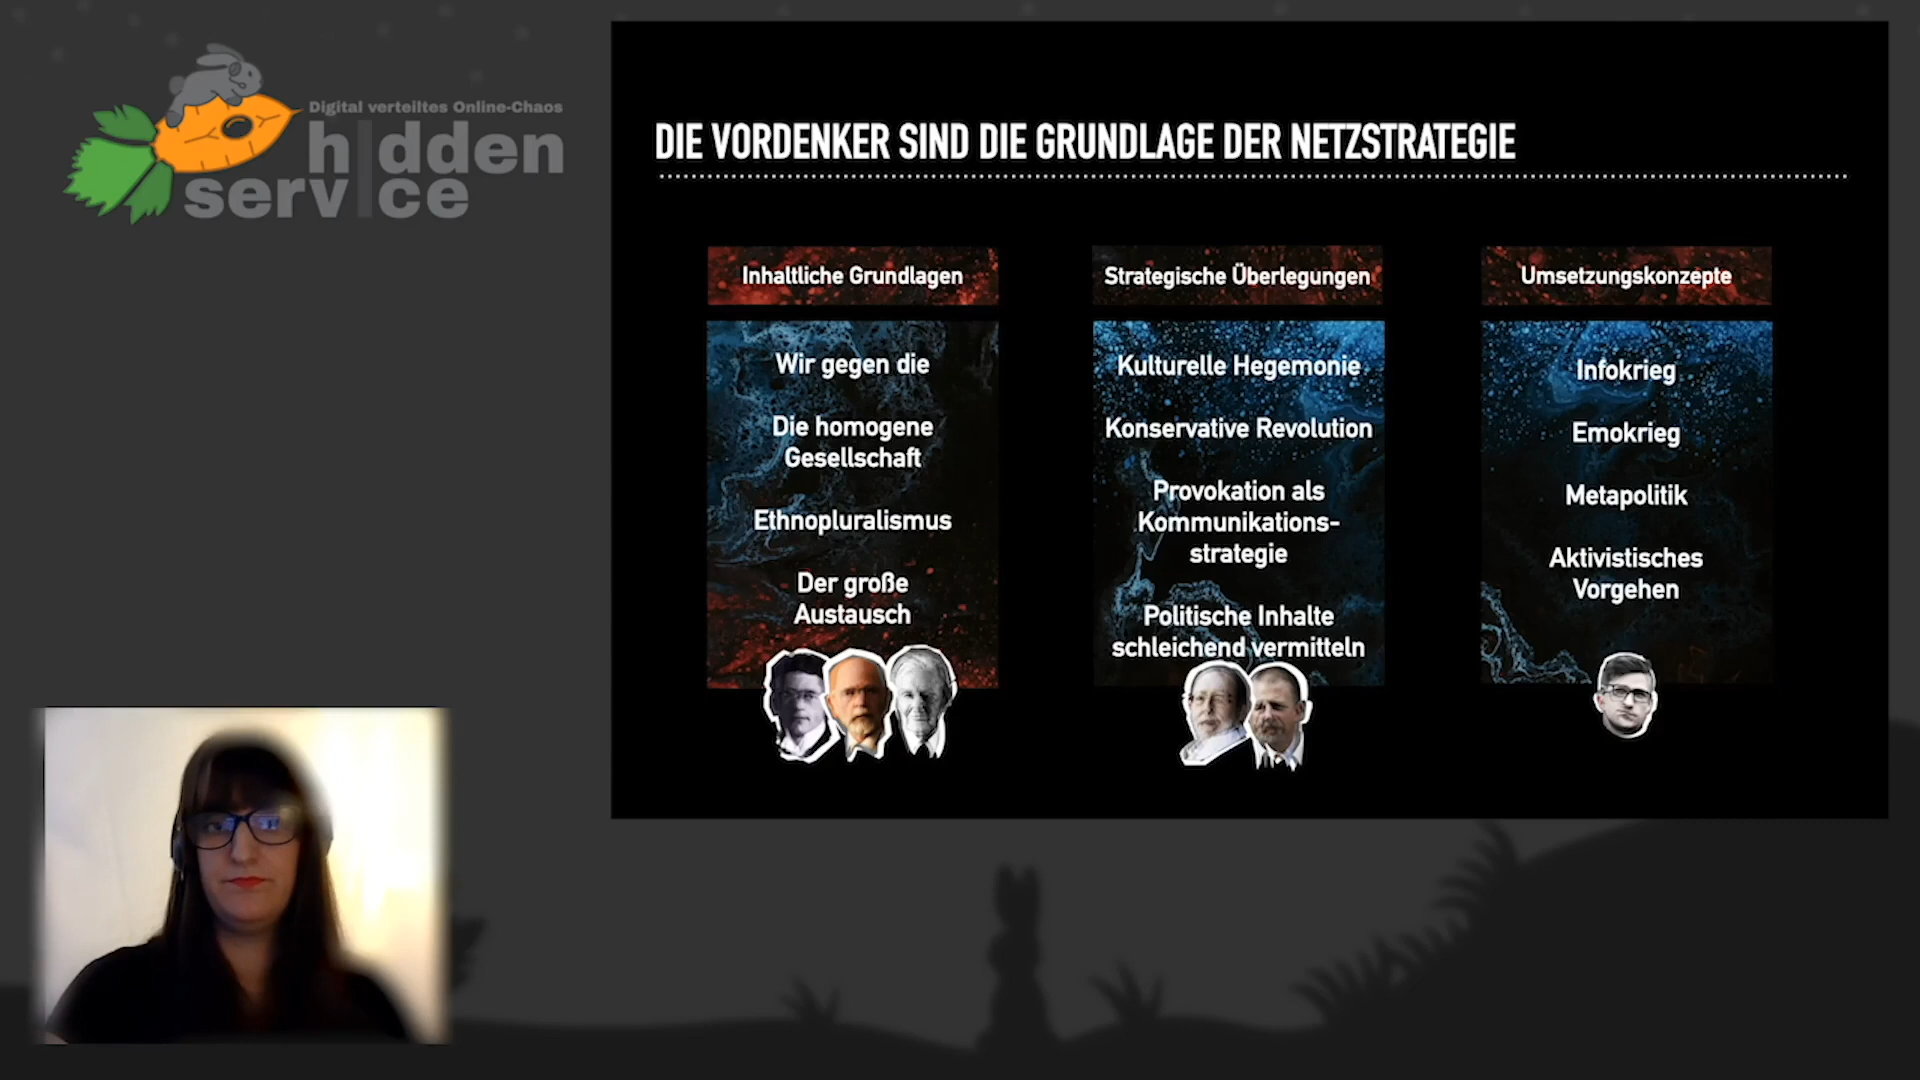 Digital verteiltes Online-Chaos
hidden
service
DIE VORDENKER SIND DIE GRUNDLAGE DER NETZSTRATEGIE
Inhaltliche Grundlagen
Wir gegen die
Die homogene
Gesellschaft
Ethnopluralismus
Der große
Austausch
Strategische Überlegungen
Kulturelle Hegemonie
Konservative Revolution
Provokation als
Kommunikations-
strategie
Politische Inhalte
schleichend vermitteln
Umsetzungskonzepte
Infokrieg
Emokrieg
Metapolitik
Aktivistisches
Vorgehen